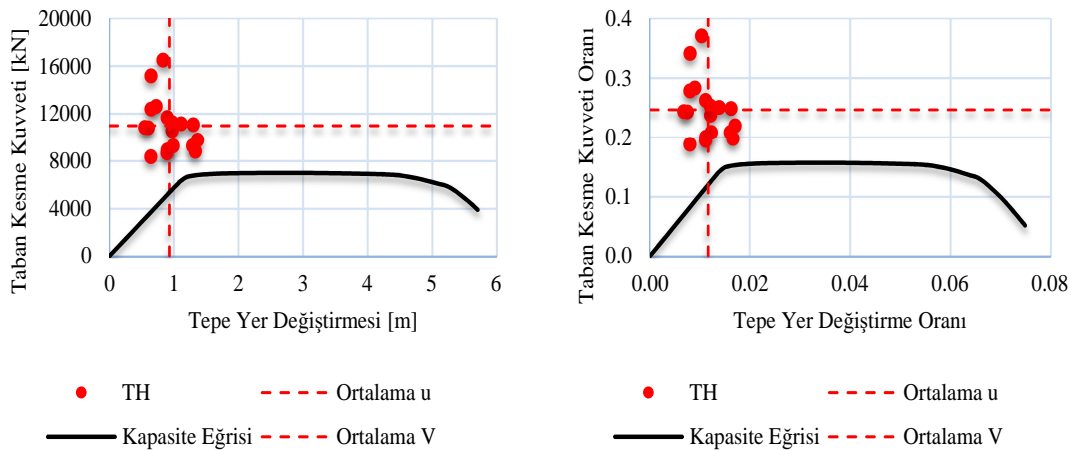 Taban Kesme Kuvveti [kN]
20000
16000
12000
8000
4000
0
0 1 2 3 4 5 6
Tepe Yer Değiştirmesi [m]
TH
Ortalama u
Kapasite Eğrisi
Ortalama V
Taban Kesme Kuvveti Oranı
0.4
0.3
0.2
0.1
0.0
0.00 0.02 0.04 0.06 0.08
Tepe Yer Değiştirme Oranı
TH
Ortalama u
Kapasite Eğrisi
Ortalama V